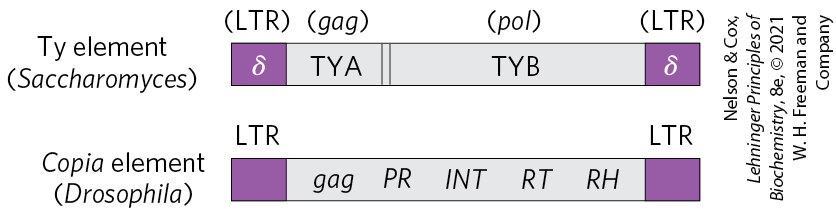 (LTR) (gag) (pol) (LTR)
Ty element
(Saccharomyces)
δ TYA TYB δ
LTR LTR
Copia element
(Drosophila)
gag PR INT RT RH
Nelson & Cox,
Lehninger Principles of
Biochemistry, 8e, © 2021
W. H. Freeman and
Company